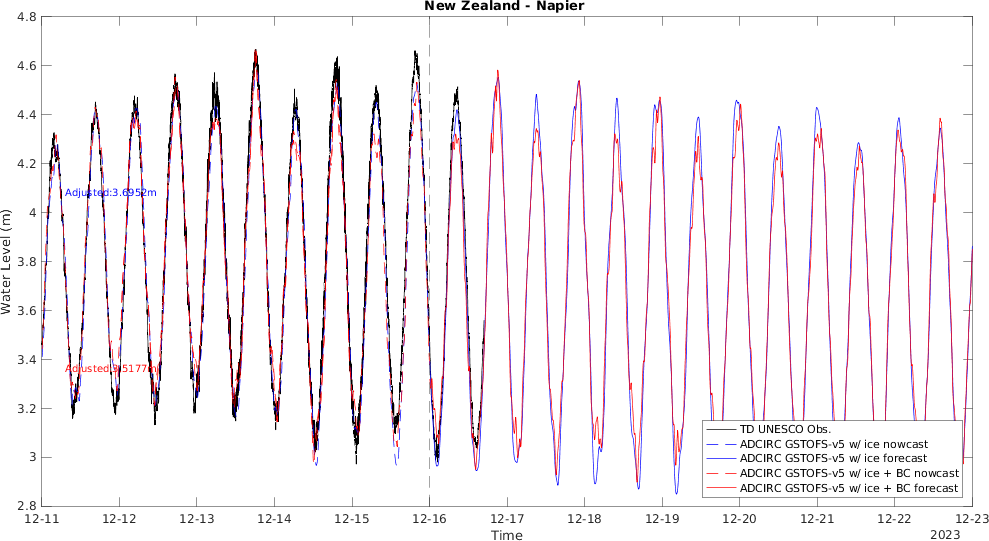 New Zealand - Napier
4.8
4.6
4.4
4.2
4
3.8
3.6
3.4
3.2
3
2.8
Water Level (m)
Adjusted:3.6952m
Adjusted:3.5177m
TD UNESCO Obs.
ADCIRC GSTOFS-v5 w/ ice nowcast
ADCIRC GSTOFS-v5 w/ ice forecast
ADCIRC GSTOFS-v5 w/ ice + BC nowcast
ADCIRC GSTOFS-v5 w/ ice + BC forecast
12-11 12-12 12-13 12-14 12-15 12-16 12-17 12-18 12-19 12-20 12-21 12-22 12-23
Time 2023